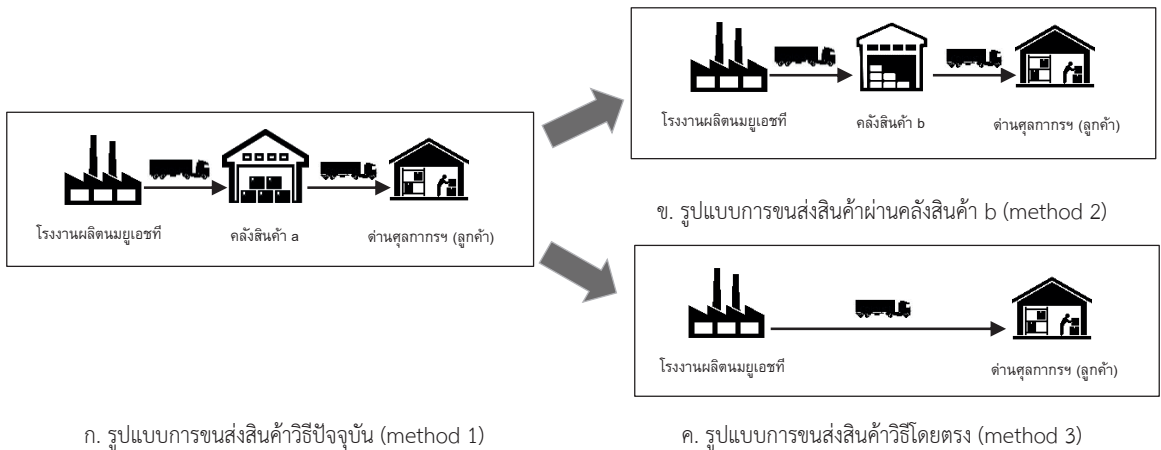 โรงงานผลิตนมยูเอชที
คลังสินค้า a
ด่านศุลกากรฯ (ลูกค้า)
ก. รูปแบบการขนส่งสินค้าวิธีปัจจุบัน (method 1)
โรงงานผลิตนมยูเอชที
คลังสินค้า b
ด่านศุลกากรฯ (ลูกค้า)
ข. รูปแบบการขนส่งสินค้าผ่านคลังสินค้า b (method 2)
โรงงานผลิตนมยูเอชที
ด่านศุลกากรฯ (ลูกค้า)
ค. รูปแบบการขนส่งสินค้าวิธีโดยตรง (method 3)